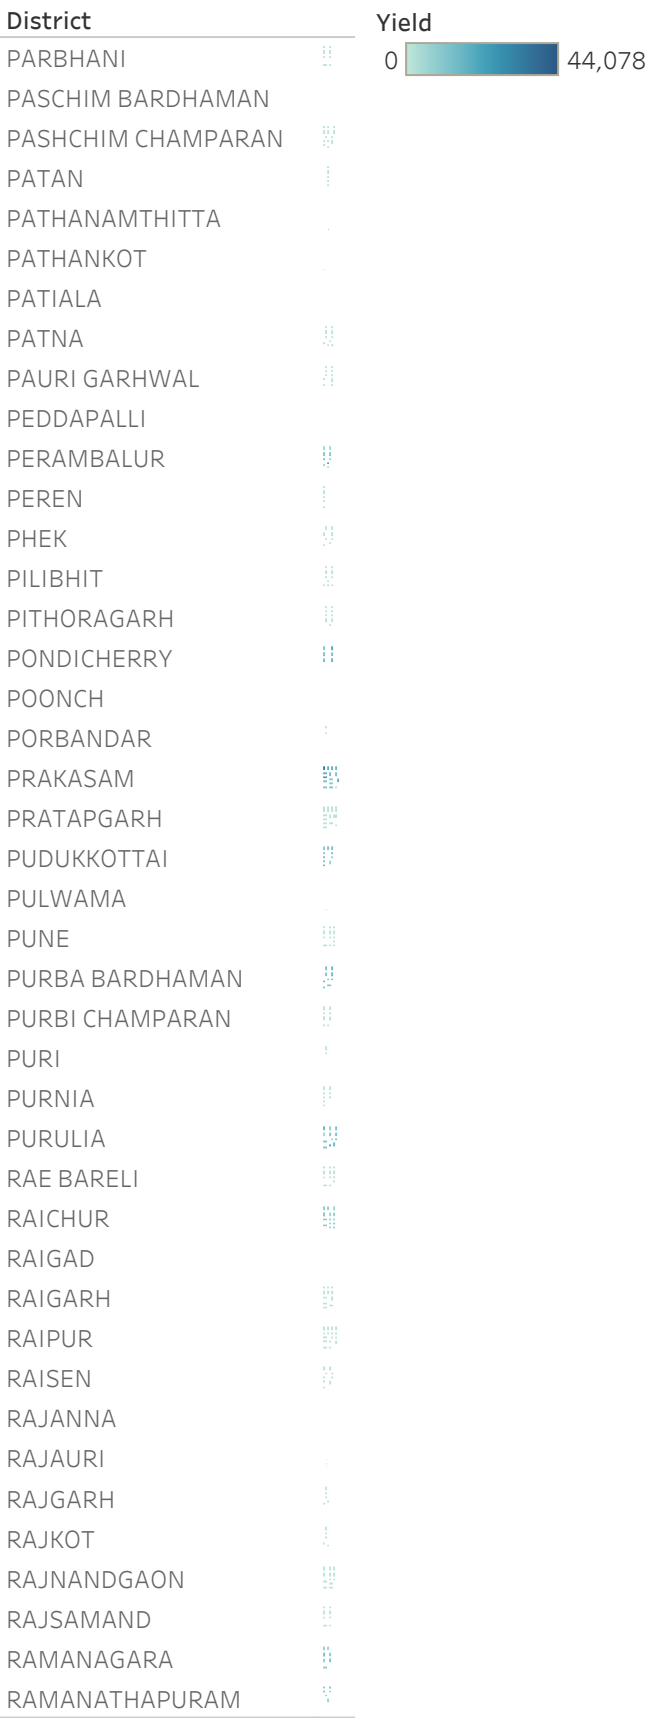 District
Yield
0 44,078
PARBHANI
PASCHIM BARDHAMAN
PASHCHIM CHAMPARAN
PATAN
PATHANAMTHITTA
PATHANKOT
PATIALA
PATNA
PAURI GARHWAL
PEDDAPALLI
PERAMBALUR
PEREN
PHEK
PILIBHIT
PITHORAGARH
PONDICHERRY
POONCH
PORBANDAR
PRAKASAM
PRATAPGARH
PUDUKKOTTAI
PULWAMA
PUNE
PURBA BARDHAMAN
PURBI CHAMPARAN
PURI
PURNIA
PURULIA
RAE BARELI
RAICHUR
RAIGAD
RAIGARH
RAIPUR
RAISEN
RAJANNA
RAJAURI
RAJGARH
RAJKOT
RAJNANDGAON
RAJSAMAND
RAMANAGARA
RAMANATHAPURAM